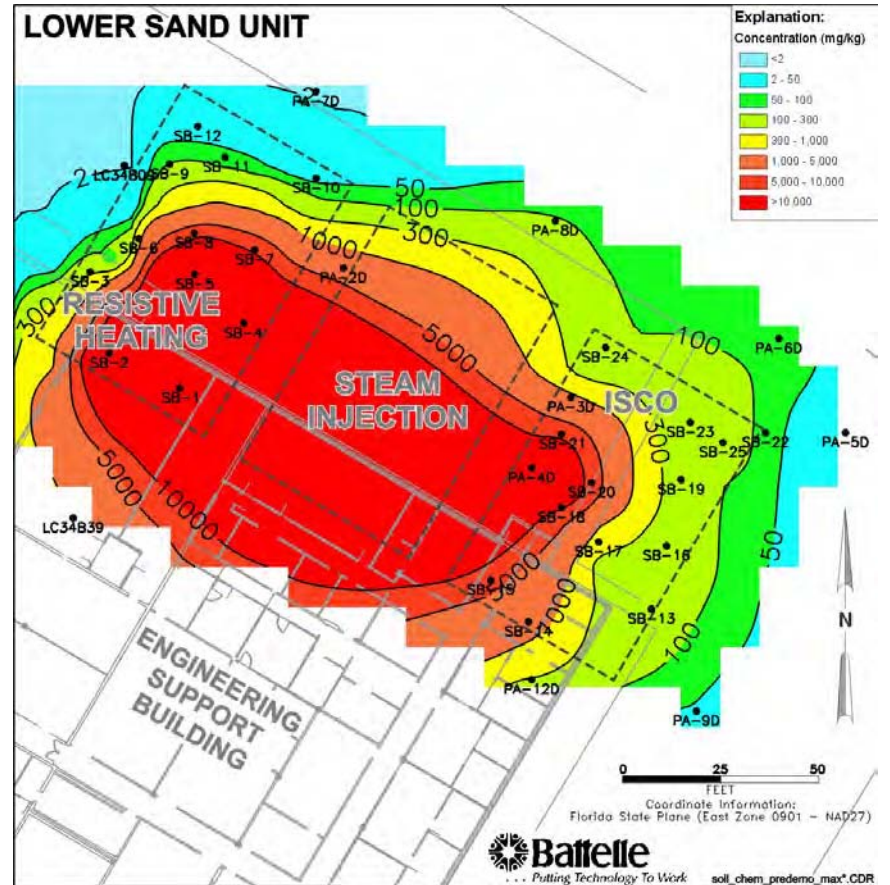 LOWER SAND UNIT
Explanation:
Concentration (mg/kg)
<2
2 - 50
50 - 100
100 - 300
300 - 1,000
1,000 - 5,000
5,000 - 10,000
>10,000
2
PA-7D
SB-12
SB-11
LC34B09
SB-9
2
SB-10
50
100
300
PA-8D
SB-6
SB-8
1000
SB-7
PA-2D
SB-3
SB-5
RESISTIVE
HEATING
300
SB-4
5000
100
PA-6D
SB-24
SB-2
STEAM
INJECTION
SB-1
PA-3D
ISCO
300
SB-23
SB-21
SB-25
SB-22
PA-5D
PA-4D
SB-20
SB-19
5000
10000
LC34B39
SB-18
SB-17
SB-16
50
SB-15
1000
SB-13
SB-14
100
PA-12D
PA-9D
ENGINEERING
SUPPORT
BUILDING
N
0 25 50
FEET
Coordinate Information:
Florida State Plane (East Zone 0901 - NAD27)
Battelle
. . . Putting Technology To Work
soil_chem_predemo_max*.CDR